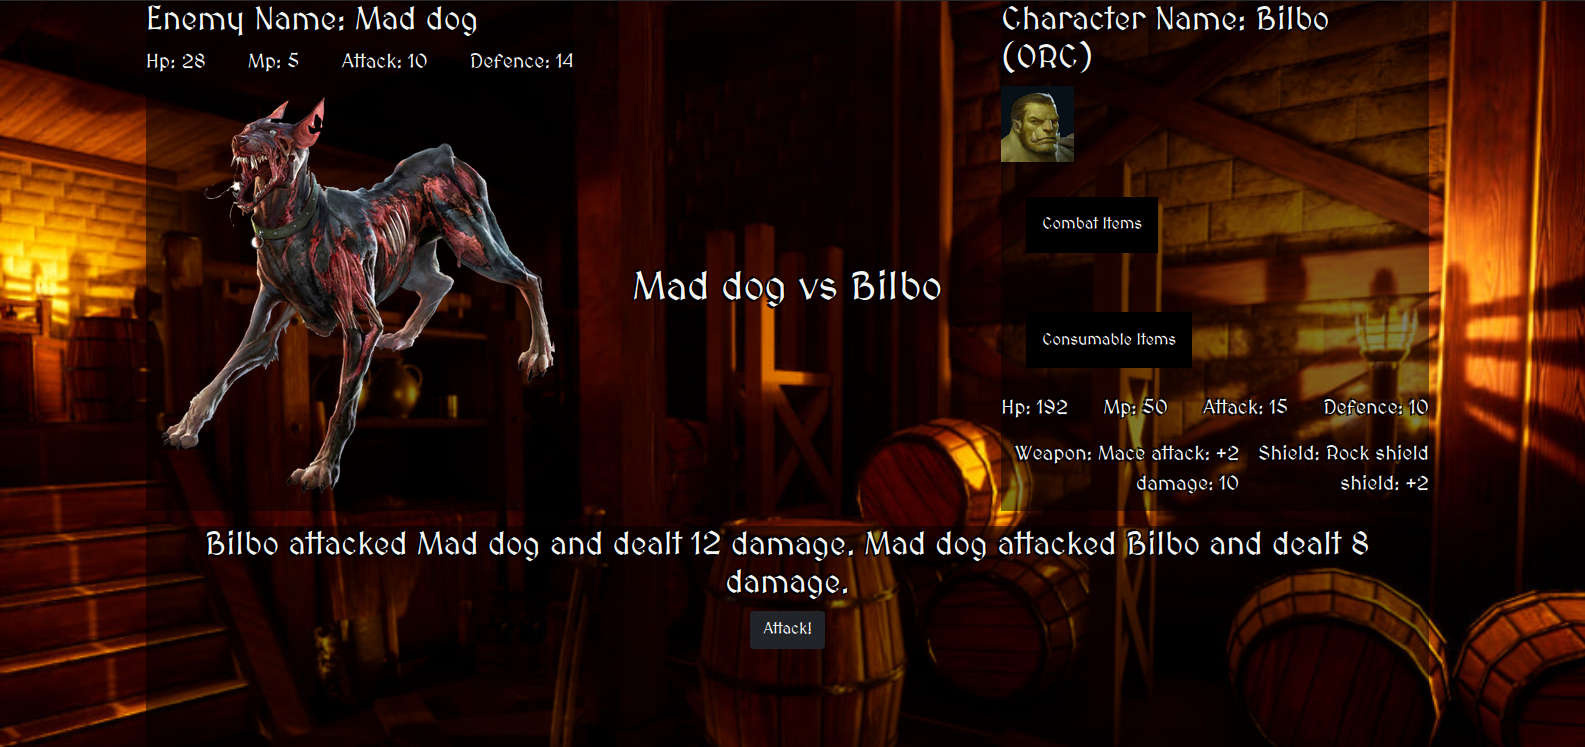 Enemy Name: Mad dog
Hp: 28 Mp: 5 Attack: 10 Defence: 14
Character Name: Bilbo
(ORC)
Combat Items
Mad dog vs Bilbo
Consumable Items
Hp: 192 Mp: 50 Attack: 15 Defence: 10
Weapon: Mace attack: +2 Shield: Rock shield
damage: 10 shield: +2
Bilbo attacked Mad dog and dealt 12 damage. Mad dog attacked Bilbo and dealt 8
damage.
Attack!